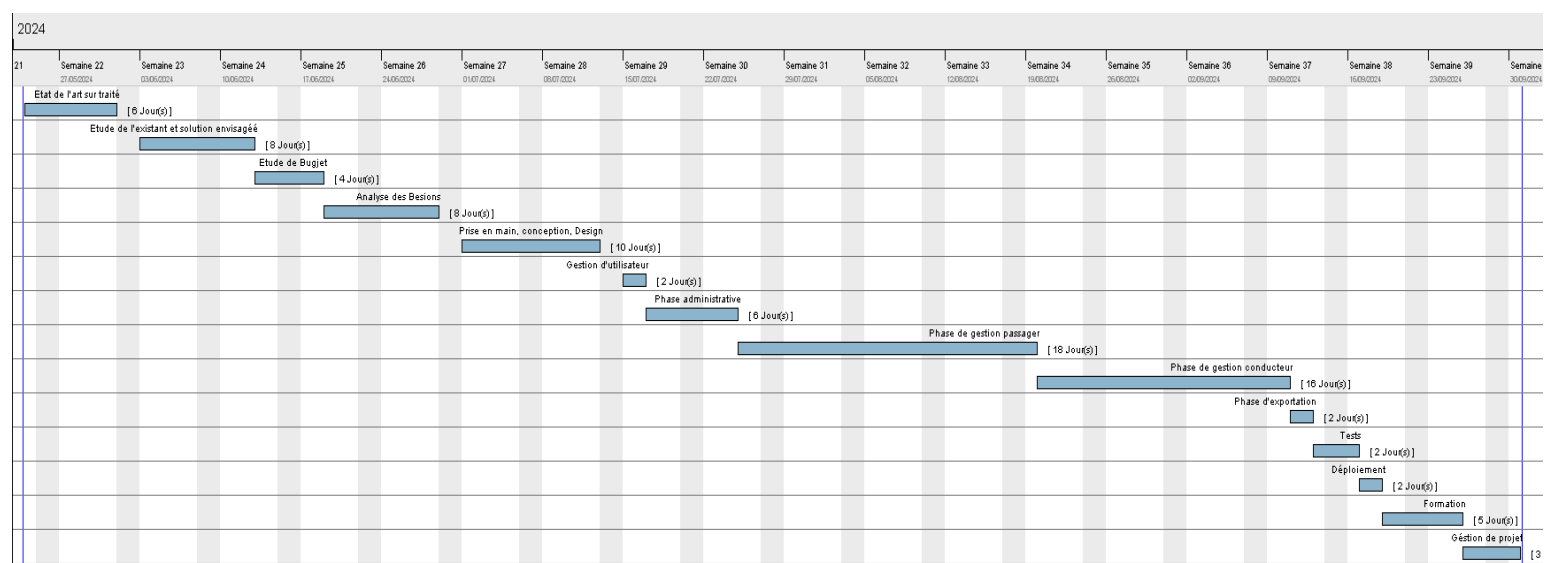 2024
21 Semaine 22 Semaine 23 Semaine 24 Semaine 25 Semaine 26 Semaine 27 Semaine 28 Semaine 29 Semaine 30 Semaine 31 Semaine 32 Semaine 33 Semaine 34 Semaine 35 Semaine 36 Semaine 37 Semaine 38 Semaine 39 Semaine
27/05/2024 03/06/2024 10/06/2024 17/06/2024 24/06/2024 01/07/2024 08/07/2024 15/07/2024 22/07/2024 29/07/2024 05/08/2024 12/08/2024 19/08/2024 26/08/2024 02/09/2024 09/09/2024 16/09/2024 23/09/2024 30/09/2024
Etat de l'art sur traité
[ 6 Jour(s) ]
Etude de l'existant et solution envisagéé
[ 8 Jour(s) ]
Etude de Bugjet
[ 4 Jour(s) ]
Analyse des Besions
[ 8 Jour(s) ]
Prise en main, conception, Design
[ 10 Jour(s) ]
Gestion d'utilisateur
[ 2 Jour(s) ]
Phase administrative
[ 6 Jour(s) ]
Phase de gestion passager
[ 18 Jour(s) ]
Phase de gestion conducteur
[ 16 Jour(s) ]
Phase d'exportation
[ 2 Jour(s) ]
Tests
[ 2 Jour(s) ]
Déploiement
[ 2 Jour(s) ]
Formation
[ 5 Jour(s) ]
Géstion de projet
[ 3